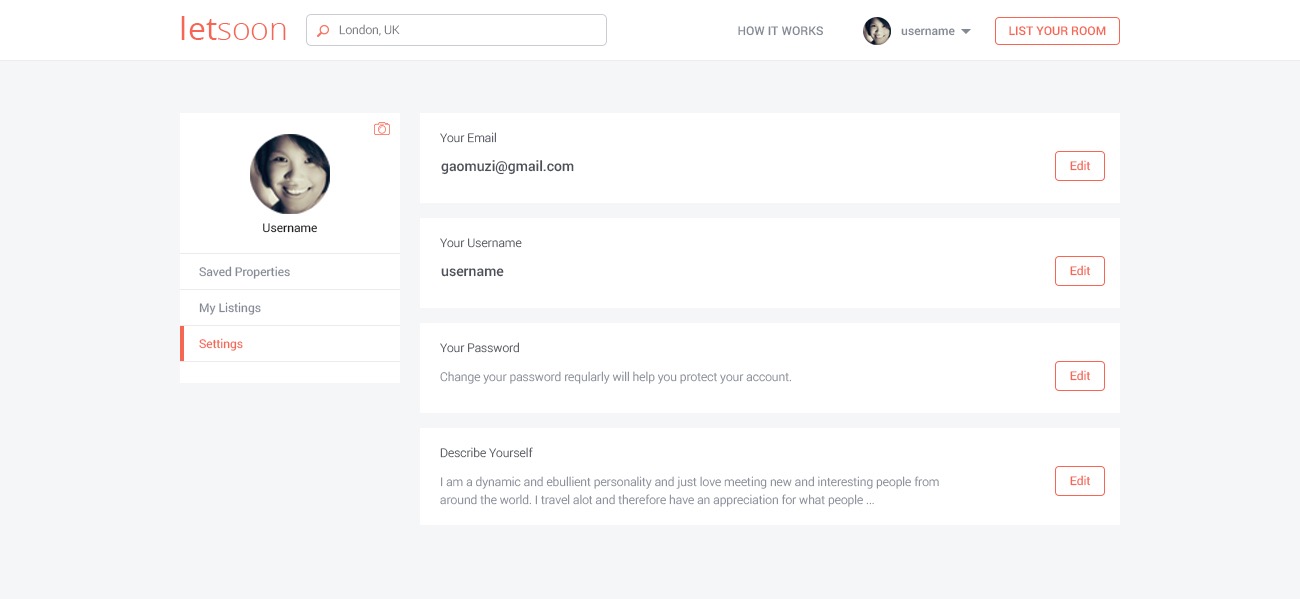 letsoon
London, UK
HOW IT WORKS
username
LIST YOUR ROOM
Username
Saved Properties
My Listings
Settings
Your Email
gaomuzi@gmail.com
Edit
Your Username
username
Edit
Your Password
Change your password reqularly will help you protect your account.
Edit
Describe Yourself
I am a dynamic and ebullient personality and just love meeting new and interesting people from
around the world. I travel alot and therefore have an appreciation for what people ...
Edit